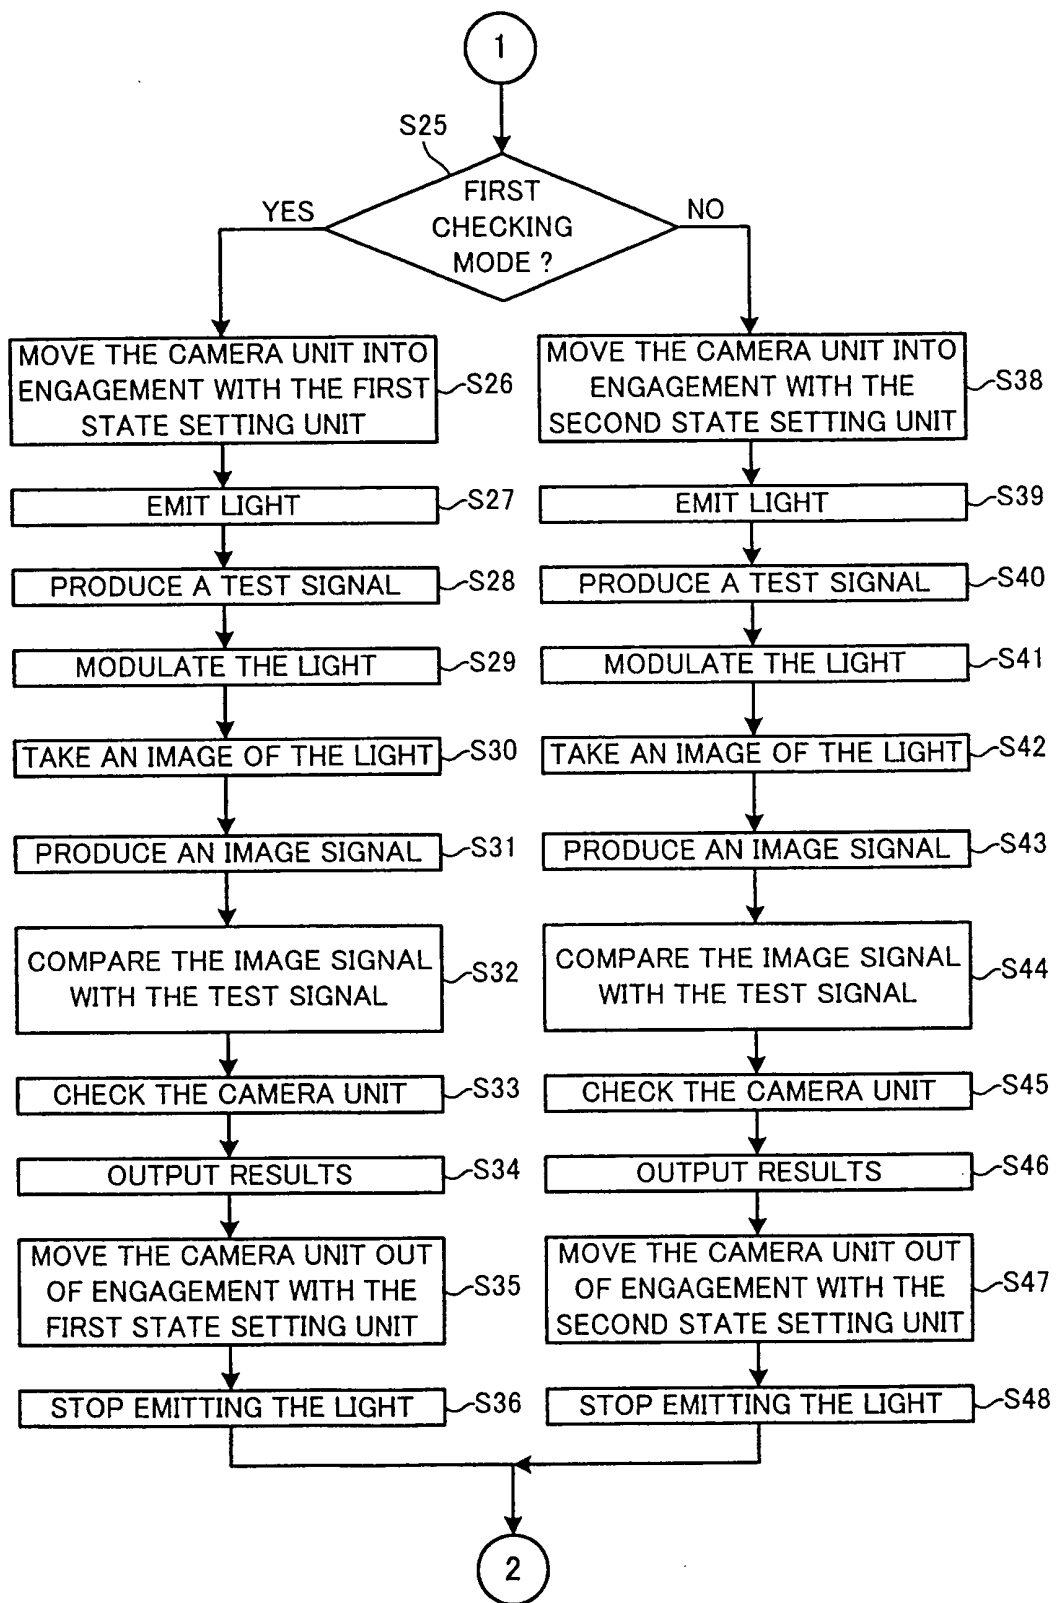 1
S25
FIRST
CHECKING
MODE ?
YES
NO
MOVE THE CAMERA UNIT INTO
ENGAGEMENT WITH THE FIRST
STATE SETTING UNIT
S26
EMIT LIGHT
S27
PRODUCE A TEST SIGNAL
S28
MODULATE THE LIGHT
S29
TAKE AN IMAGE OF THE LIGHT
S30
PRODUCE AN IMAGE SIGNAL
S31
COMPARE THE IMAGE SIGNAL
WITH THE TEST SIGNAL
S32
CHECK THE CAMERA UNIT
S33
OUTPUT RESULTS
S34
MOVE THE CAMERA UNIT OUT
OF ENGAGEMENT WITH THE
FIRST STATE SETTING UNIT
S35
STOP EMITTING THE LIGHT
S36
MOVE THE CAMERA UNIT INTO
ENGAGEMENT WITH THE
SECOND STATE SETTING UNIT
S38
EMIT LIGHT
S39
PRODUCE A TEST SIGNAL
S40
MODULATE THE LIGHT
S41
TAKE AN IMAGE OF THE LIGHT
S42
PRODUCE AN IMAGE SIGNAL
S43
COMPARE THE IMAGE SIGNAL
WITH THE TEST SIGNAL
S44
CHECK THE CAMERA UNIT
S45
OUTPUT RESULTS
S46
MOVE THE CAMERA UNIT OUT
OF ENGAGEMENT WITH THE
SECOND STATE SETTING UNIT
S47
STOP EMITTING THE LIGHT
S48
2